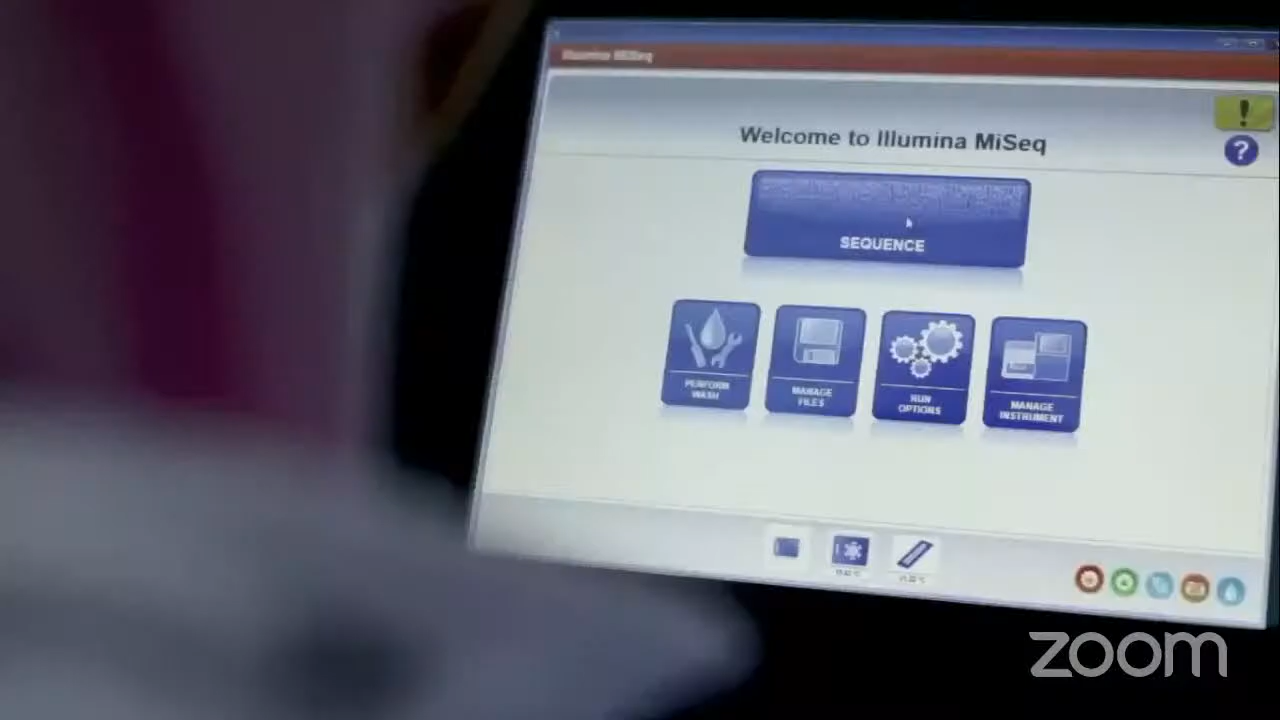 Illumina MiSeq
!
Welcome to Illumina MiSeq
?
SEQUENCE
PERFORM
WASH
MANAGE
FILES
RUN
OPTIONS
MANAGE
INSTRUMENT
zoom